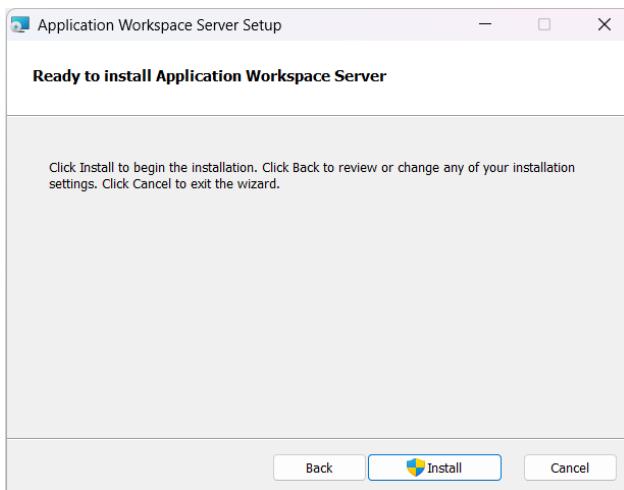 Application Workspace Server Setup
Ready to install Application Workspace Server
Click Install to begin the installation. Click Back to review or change any of your installation
settings. Click Cancel to exit the wizard.
Back
Install
Cancel